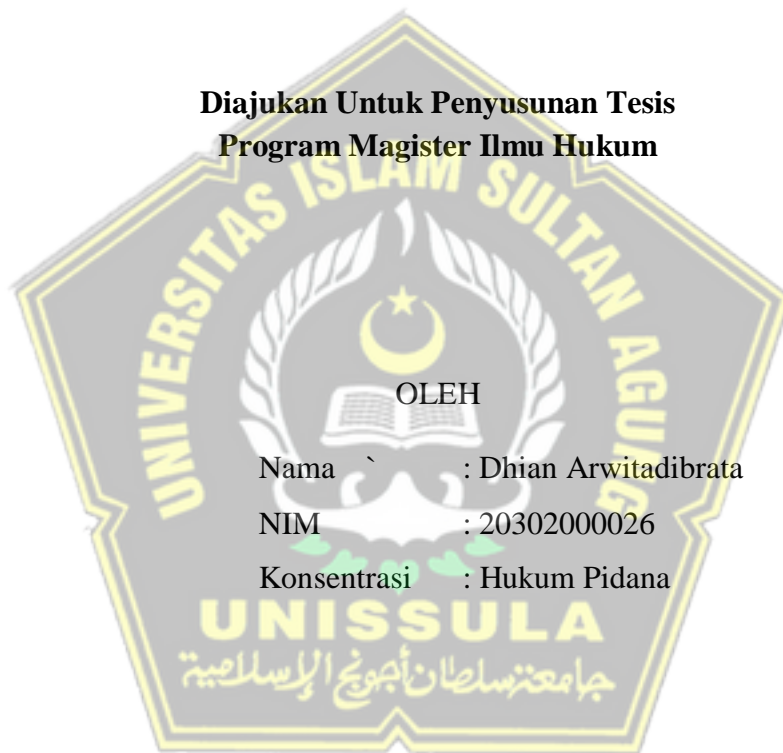 Diajukan Untuk Penyusunan Tesis
Program Magister Ilmu Hukum
UNIVERSITAS ISLAM SULTAN AGUNG
OLEH
Nama ` : Dhian Arwitadibrata
NIM : 20302000026
Konsentrasi : Hukum Pidana
UNISSULA
جامعة سلطان أجونج الإسلامية